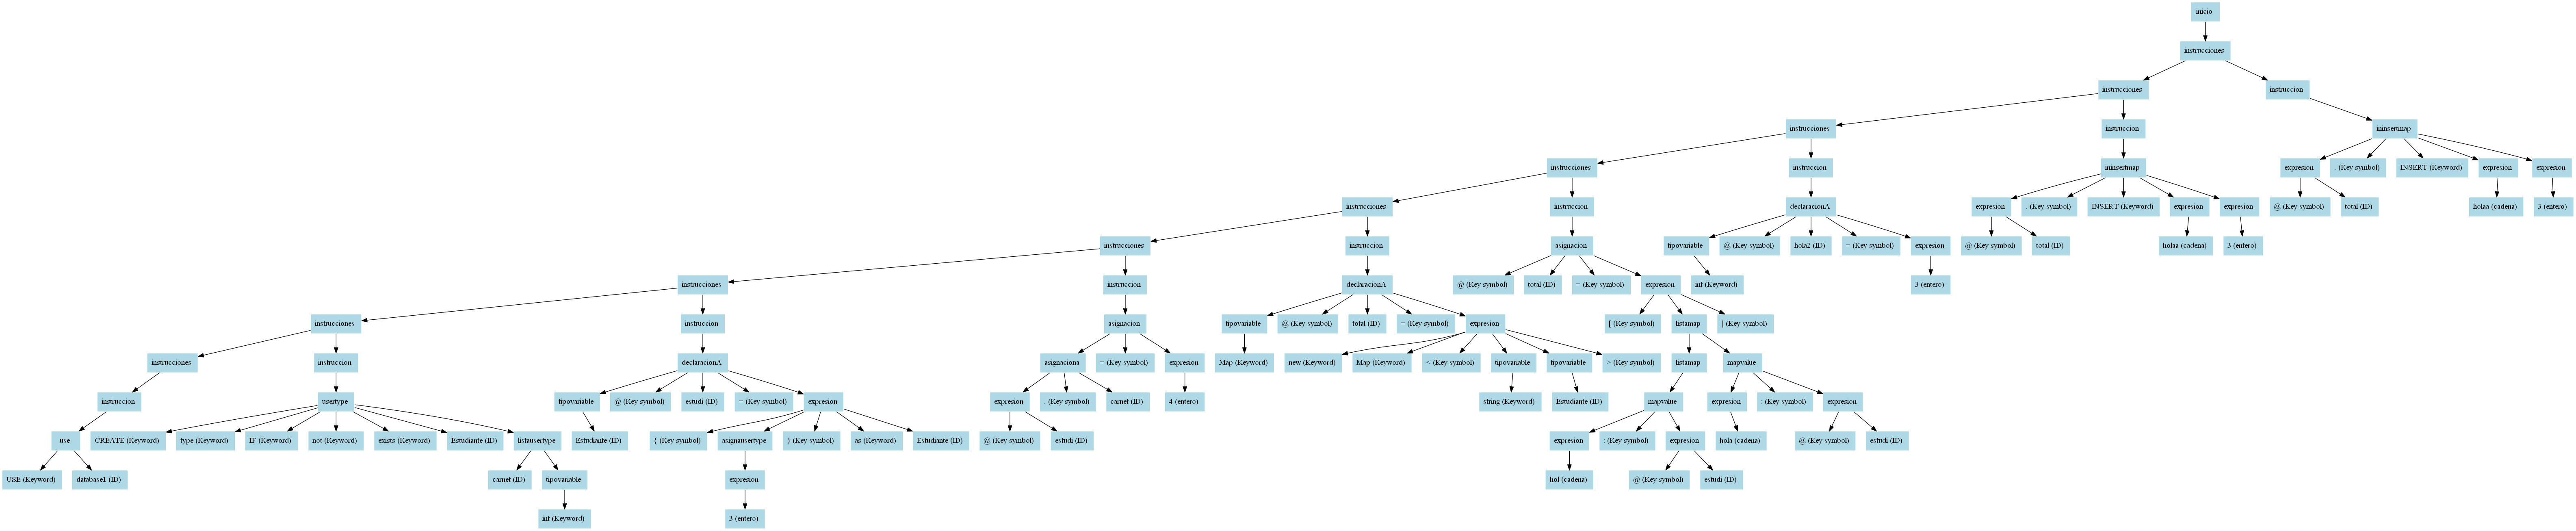 inicio
instrucciones
instrucciones instruccion
instrucciones instruccion minsertmap
instrucciones instruccion minsertmap expresion . (Key symbol) INSERT (Keyword) expresion expresion
instrucciones instruccion declaracionA expresion . (Key symbol) INSERT (Keyword) expresion expresion @ (Key symbol) total (ID) holaa (cadena) 3 (entero)
instrucciones instruccion asignacion tipovariable @ (Key symbol) hola2 (ID) = (Key symbol) expresion @ (Key symbol) total (ID) holaa (cadena) 3 (entero)
instrucciones instruccion declaracionA @ (Key symbol) total (ID) = (Key symbol) expresion int (Keyword) 3 (entero)
instrucciones instruccion asignacion tipovariable @ (Key symbol) total (ID) = (Key symbol) expresion [ (Key symbol) listamap ] (Key symbol)
instrucciones instruccion declaracionA asignaciona = (Key symbol) expresion Map (Keyword) new (Keyword) Map (Keyword) < (Key symbol) tipovariable tipovariable > (Key symbol) listamap mapvalue
instruccion usertype tipovariable @ (Key symbol) estudi (ID) = (Key symbol) expresion expresion . (Key symbol) carnet (ID) 4 (entero) string (Keyword) Estudiante (ID) mapvalue expresion : (Key symbol) expresion
use CREATE (Keyword) type (Keyword) IF (Keyword) not (Keyword) exists (Keyword) Estudiante (ID) listausertype Estudiante (ID) { (Key symbol) asignausertype } (Key symbol) as (Keyword) Estudiante (ID) @ (Key symbol) estudi (ID) expresion : (Key symbol) expresion hola (cadena) @ (Key symbol) estudi (ID)
USE (Keyword) database1 (ID) carnet (ID) tipovariable expresion hol (cadena) @ (Key symbol) estudi (ID)
int (Keyword) 3 (entero)